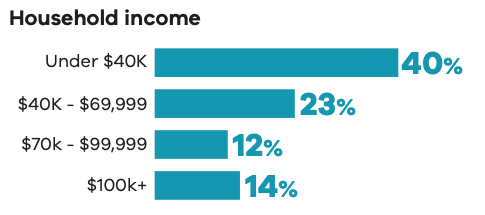 Household income
Under $40K 40%
$40K - $69,999 23%
$70k - $99,999 12%
$100k+ 14%